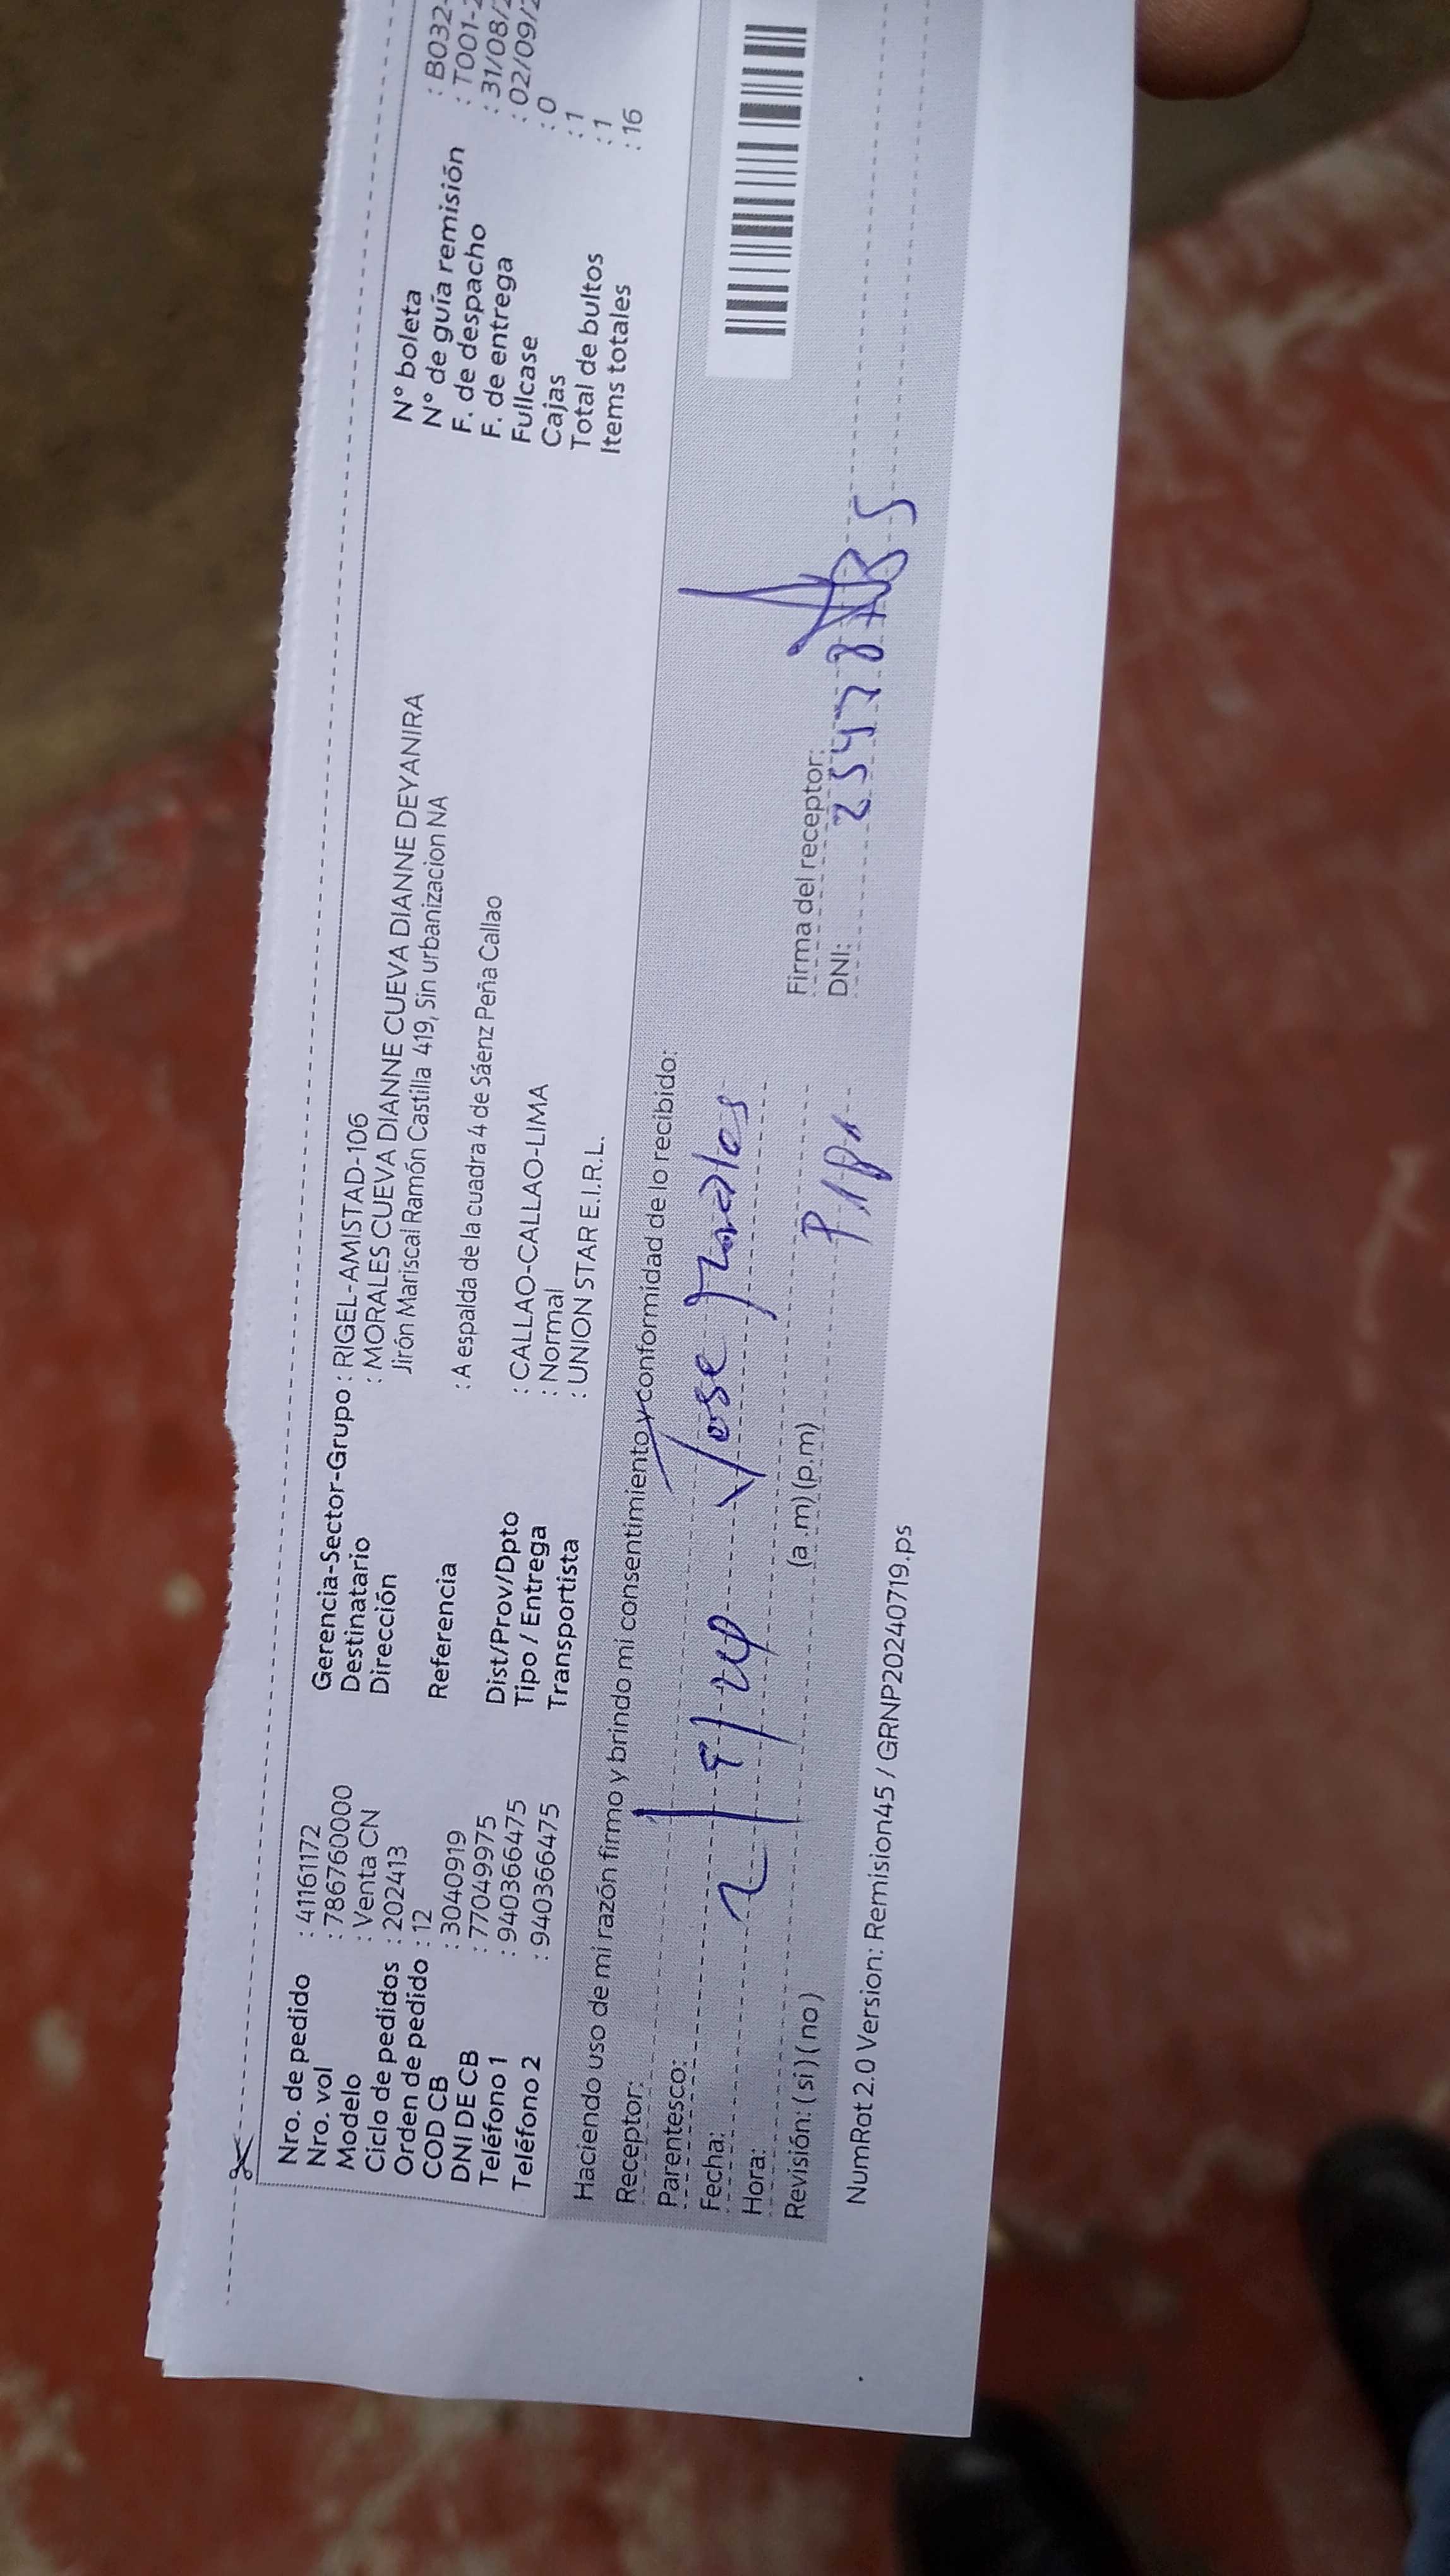 Nro. de pedido : 41161172
Nro. vol : 786760000
Modelo : Venta CN
Ciclo de pedidos : 202413
Orden de pedido : 12
COD CB : 3040919
DNI DE CB : 77049975
Teléfono 1 : 940366475
Teléfono 2 : 940366475
Gerencia-Sector-Grupo : RIGEL-AMISTAD-106
Destinatario : MORALES CUEVA DIANNE CUEVA DIANNE DEYANIRA
Dirección Jirón Mariscal Ramón Castilla 419, Sin urbanizacion NA
Referencia : A espalda de la cuadra 4 de Sáenz Peña Callao
Dist/Prov/Dpto : CALLAO-CALLAO-LIMA
Tipo / Entrega : Normal
Transportista : UNION STAR E.I.R.L.
N° boleta : B032-
N° de guía remisión : T001-
F. de despacho : 31/08/
F. de entrega : 02/09/
Fullcase : 0
Cajas : 1
Total de bultos : 1
Items totales : 16
Haciendo uso de mi razón firmo y brindo mi consentimiento y conformidad de lo recibido:
Receptor:
Parentesco:
Fecha: Jose Morales
Hora:
Revisión: ( si ) ( no ) (a .m) (p.m)
Firma del receptor:
DNI:
NumRot 2.0 Version: Remision45 / GRNP20240719.ps